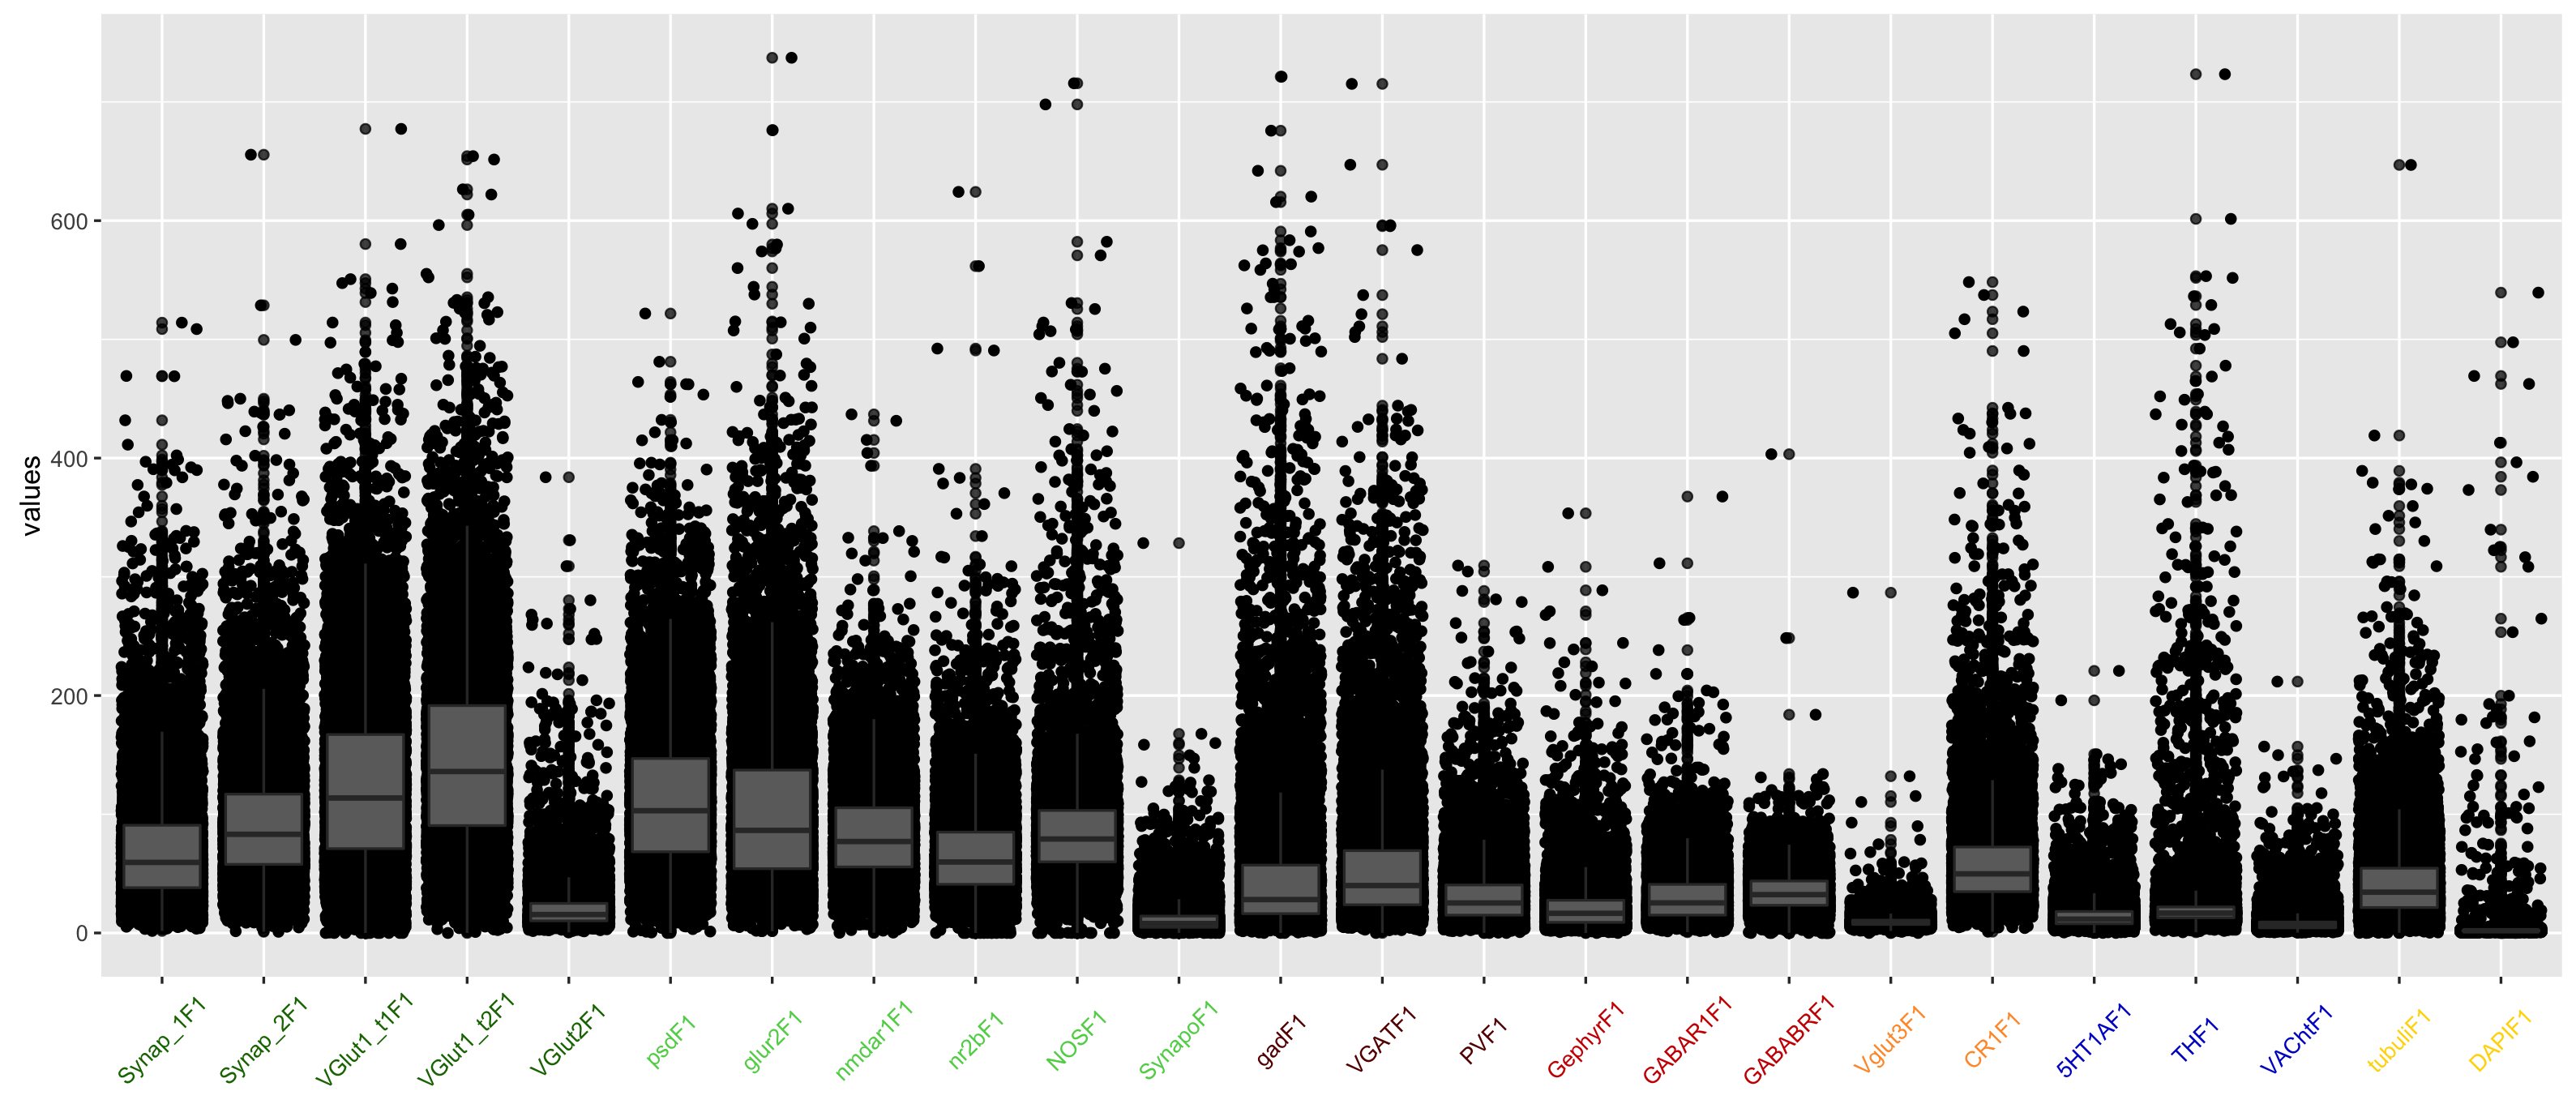 values
600
400
200
0
Synap_1F1
Synap_2F1
VGlut1_t1F1
VGlut1_t2F1
VGlut2F1
psdF1
glur2F1
nmdar1F1
nr2bF1
NOSF1
SynapoF1
gadF1
VGATF1
PVF1
GephyrF1
GABAR1F1
GABABRF1
Vglut3F1
CR1F1
5HT1AF1
THF1
VAChtF1
tubuliF1
DAPIF1